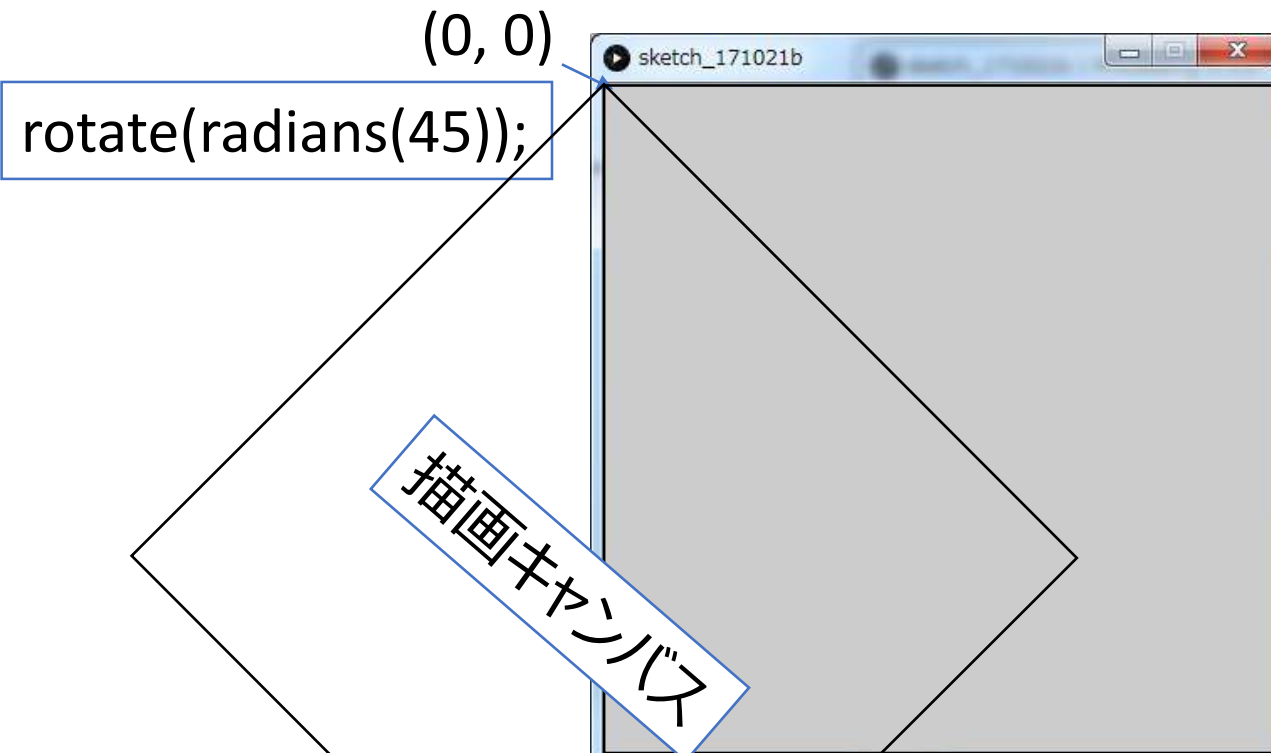 (0, 0)
sketch_171021b
rotate(radians(45));
描画キャンバス